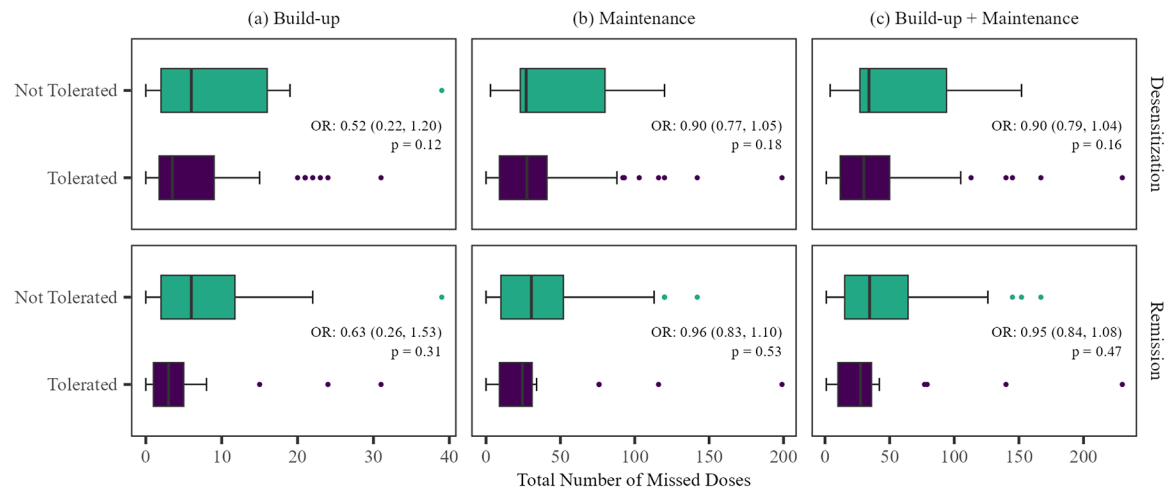 (a) Build-up
(b) Maintenance
(c) Build-up + Maintenance
Not Tolerated
Tolerated
OR: 0.52 (0.22, 1.20)
p = 0.12
OR: 0.90 (0.77, 1.05)
p = 0.18
OR: 0.90 (0.79, 1.04)
p = 0.16
Desensitization
Not Tolerated
Tolerated
OR: 0.63 (0.26, 1.53)
p = 0.31
OR: 0.96 (0.83, 1.10)
p = 0.53
OR: 0.95 (0.84, 1.08)
p = 0.47
Remission
0 10 20 30 40
0 50 100 150 200
0 50 100 150 200
Total Number of Missed Doses